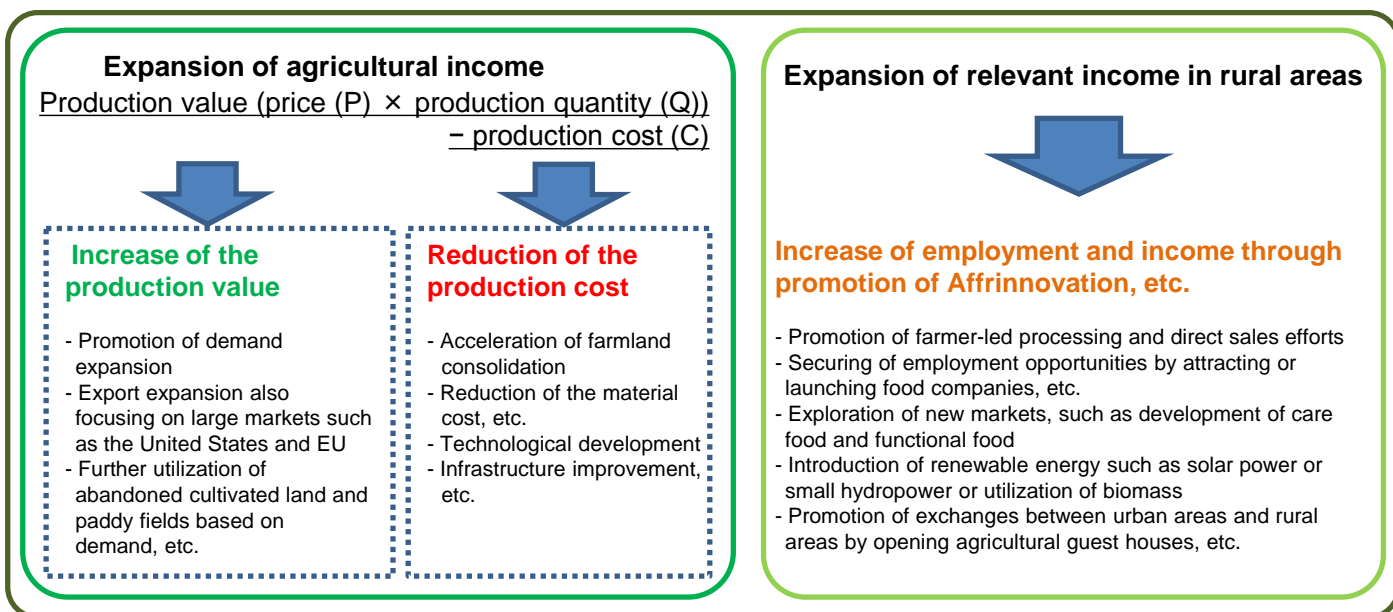 Expansion of agricultural income
Production value (price (P) × production quantity (Q))
− production cost (C)
Increase of the
production value
- Promotion of demand
expansion
- Export expansion also
focusing on large markets such
as the United States and EU
- Further utilization of
abandoned cultivated land and
paddy fields based on
demand, etc.
Reduction of the
production cost
- Acceleration of farmland
consolidation
- Reduction of the material
cost, etc.
- Technological development
- Infrastructure improvement,
etc.
Expansion of relevant income in rural areas
Increase of employment and income through
promotion of Affrinnovation, etc.
- Promotion of farmer-led processing and direct sales efforts
- Securing of employment opportunities by attracting or
launching food companies, etc.
- Exploration of new markets, such as development of care
food and functional food
- Introduction of renewable energy such as solar power or
small hydropower or utilization of biomass
- Promotion of exchanges between urban areas and rural
areas by opening agricultural guest houses, etc.